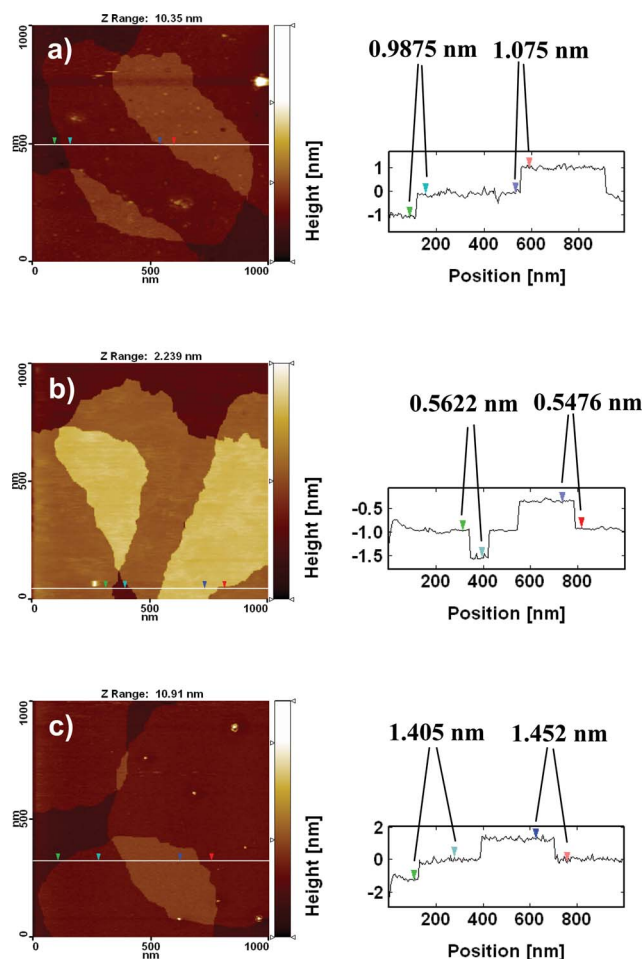 Z Range: 10.35 nm
a)
1000
nm
500
0
0
500
nm
1000
Height [nm]
0.9875 nm 1.075 nm
1
0
-1
200 400 600 800
Position [nm]
Z Range: 2.239 nm
b)
1000
nm
500
0
0
500
nm
1000
Height [nm]
0.5622 nm 0.5476 nm
-0.5
-1.0
-1.5
200 400 600 800
Position [nm]
Z Range: 10.91 nm
c)
1000
nm
500
0
0
500
nm
1000
Height [nm]
1.405 nm 1.452 nm
2
0
-2
200 400 600 800
Position [nm]